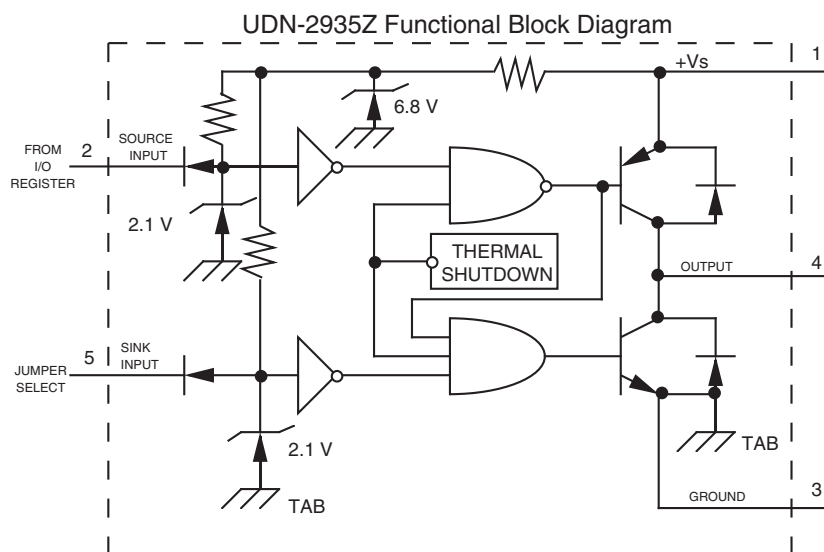 UDN-2935Z Functional Block Diagram
1
+Vs
6.8 V
FROM
I/O
REGISTER
2
SOURCE
INPUT
2.1 V
THERMAL
SHUTDOWN
OUTPUT
4
JUMPER
SELECT
5
SINK
INPUT
2.1 V
TAB
TAB
GROUND
3